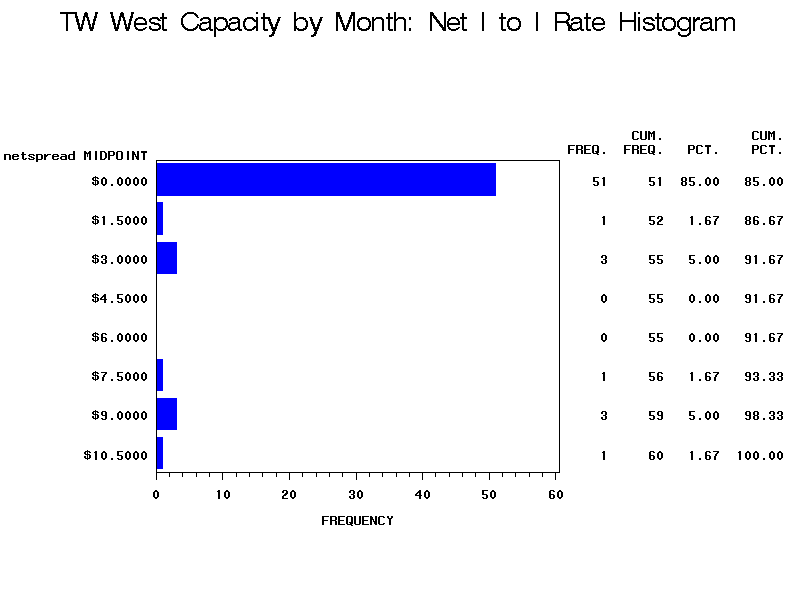 TW West Capacity by Month: Net I to I Rate Histogram
CUM. CUM.
netspread MIDPOINT FREQ. FREQ. PCT. PCT.
$0.0000 51 51 85.00 85.00
$1.5000 1 52 1.67 86.67
$3.0000 3 55 5.00 91.67
$4.5000 0 55 0.00 91.67
$6.0000 0 55 0.00 91.67
$7.5000 1 56 1.67 93.33
$9.0000 3 59 5.00 98.33
$10.5000 1 60 1.67 100.00
0 10 20 30 40 50 60
FREQUENCY